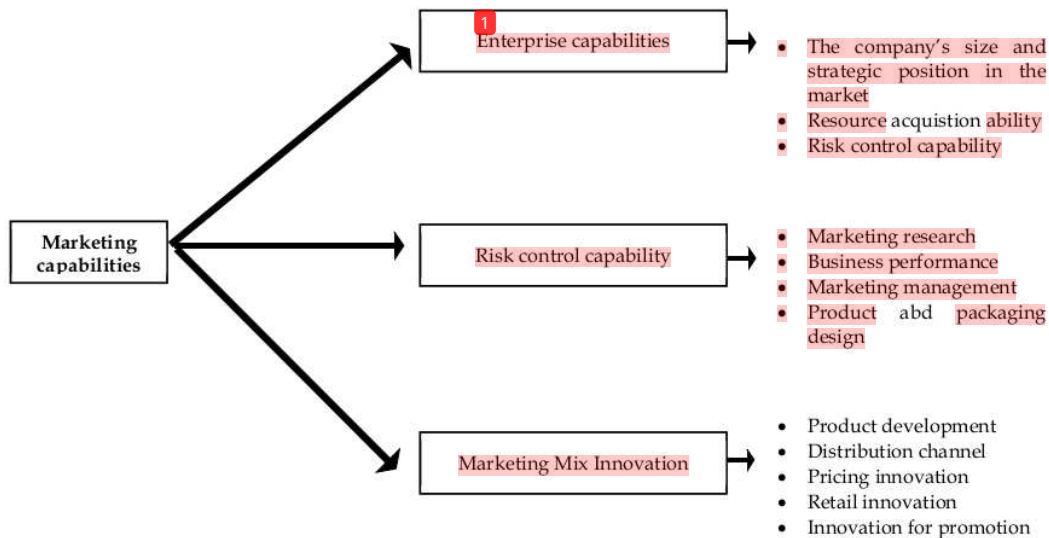 1
Enterprise capabilities
• The company's size and
strategic position in the
market
• Resource acquistion ability
• Risk control capability
Marketing
capabilities
Risk control capability
• Marketing research
• Business performance
• Marketing management
• Product abd packaging
design
Marketing Mix Innovation
• Product development
• Distribution channel
• Pricing innovation
• Retail innovation
• Innovation for promotion